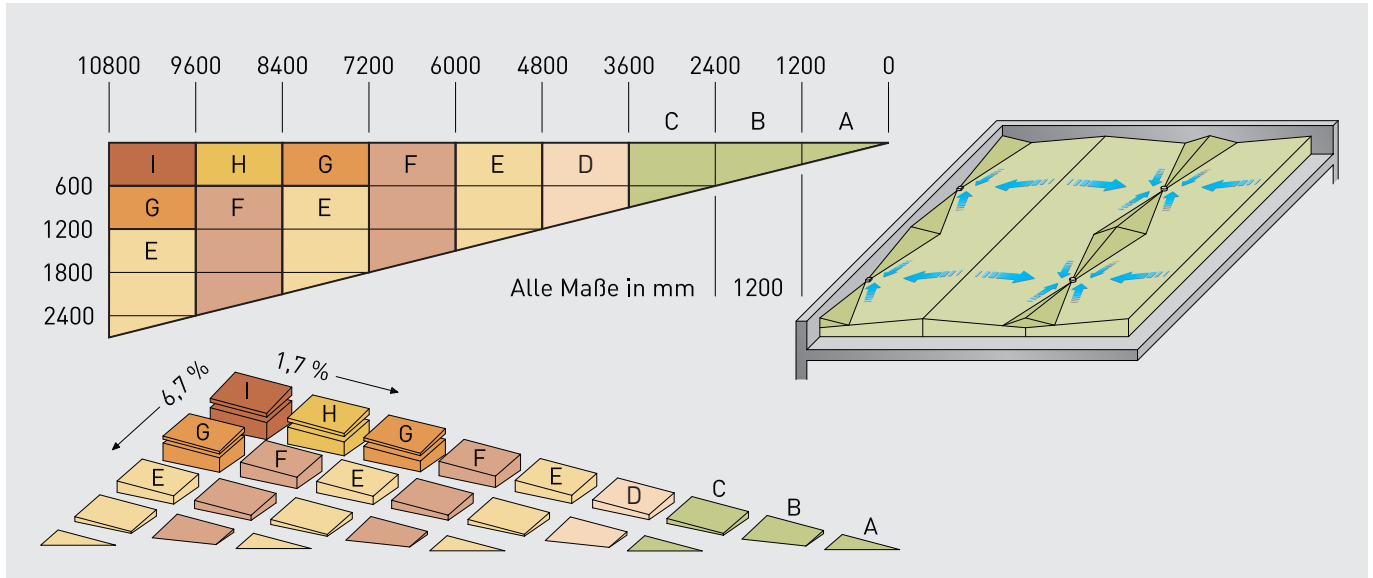 10800 9600 8400 7200 6000 4800 3600 2400 1200 0
C B A
I H G F E D
600
G F E
1200
E
1800
Alle Maße in mm 1200
2400
1,7 %
6,7 %
I
H
G G
F F
E E E
D C
B
A